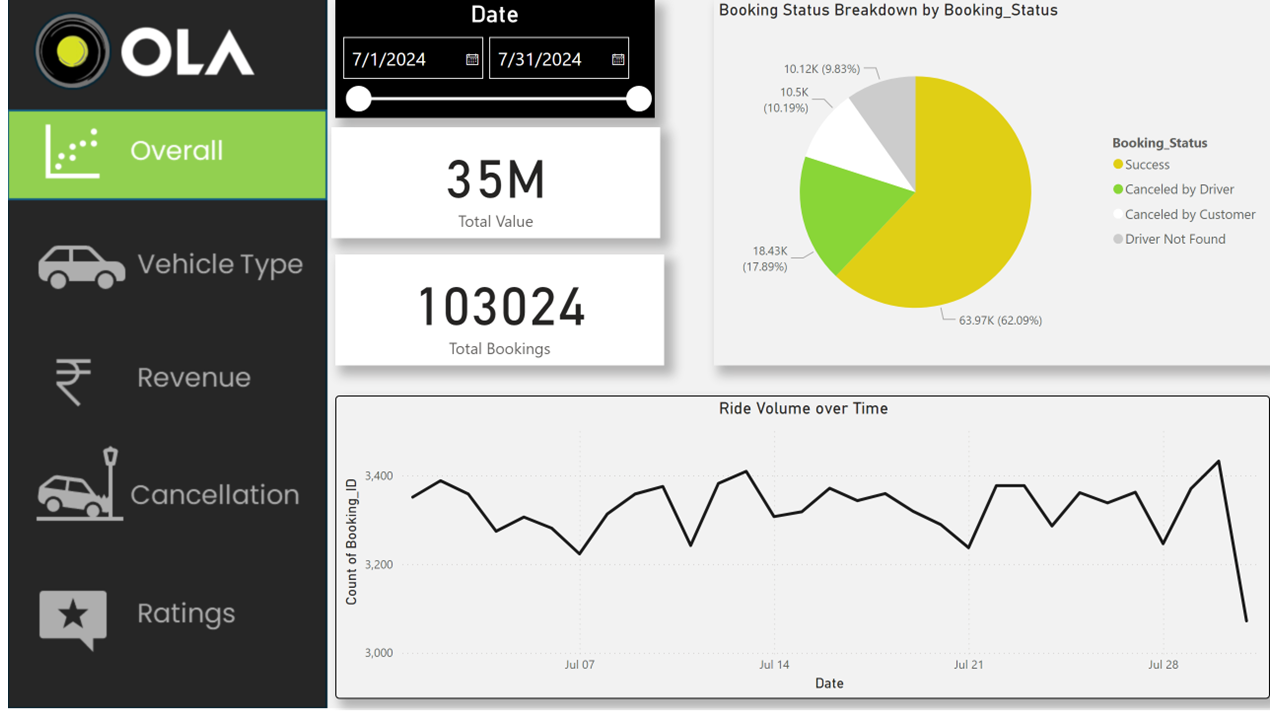 OLA
Overall
Vehicle Type
Revenue
Cancellation
Ratings
Date
7/1/2024
7/31/2024
35M
Total Value
103024
Total Bookings
Booking Status Breakdown by Booking_Status
10.12K (9.83%)
10.5K
(10.19%)
18.43K
(17.89%)
63.97K (62.09%)
Booking_Status
Success
Canceled by Driver
Canceled by Customer
Driver Not Found
Ride Volume over Time
Count of Booking_ID
3,400
3,200
3,000
Jul 07
Jul 14
Jul 21
Jul 28
Date